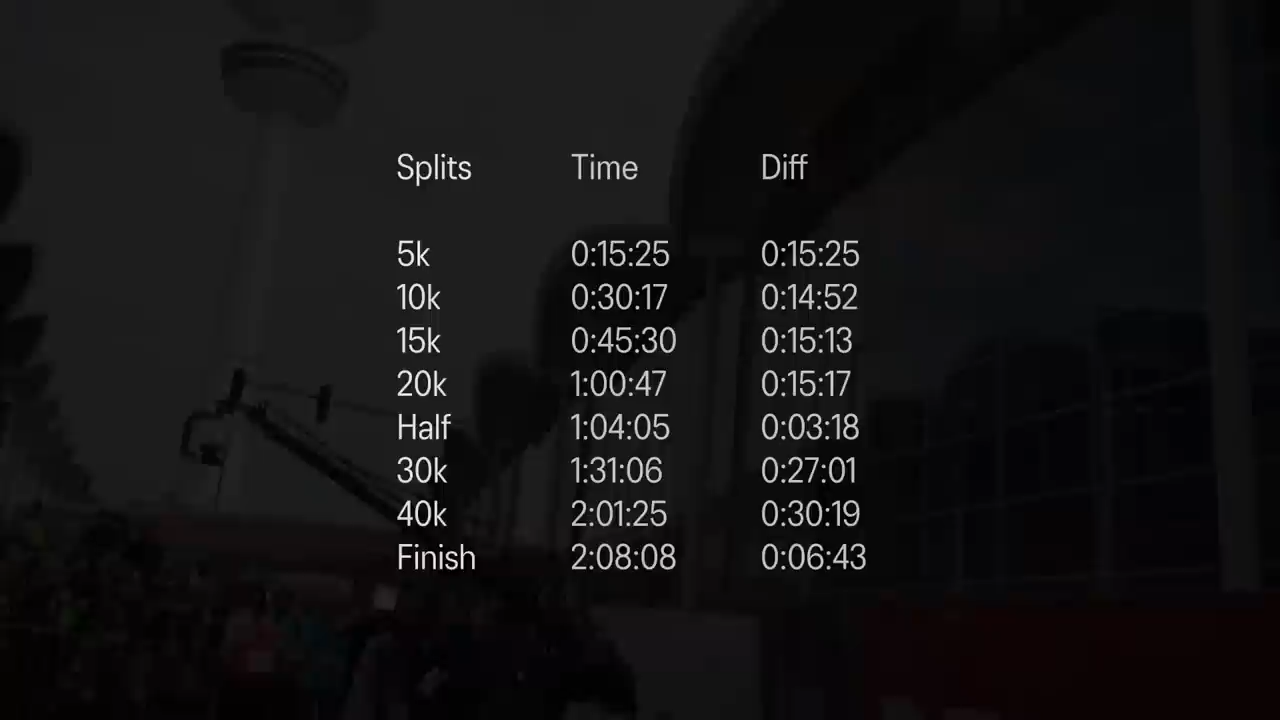 Splits Time Diff
5k 0:15:25 0:15:25
10k 0:30:17 0:14:52
15k 0:45:30 0:15:13
20k 1:00:47 0:15:17
Half 1:04:05 0:03:18
30k 1:31:06 0:27:01
40k 2:01:25 0:30:19
Finish 2:08:08 0:06:43